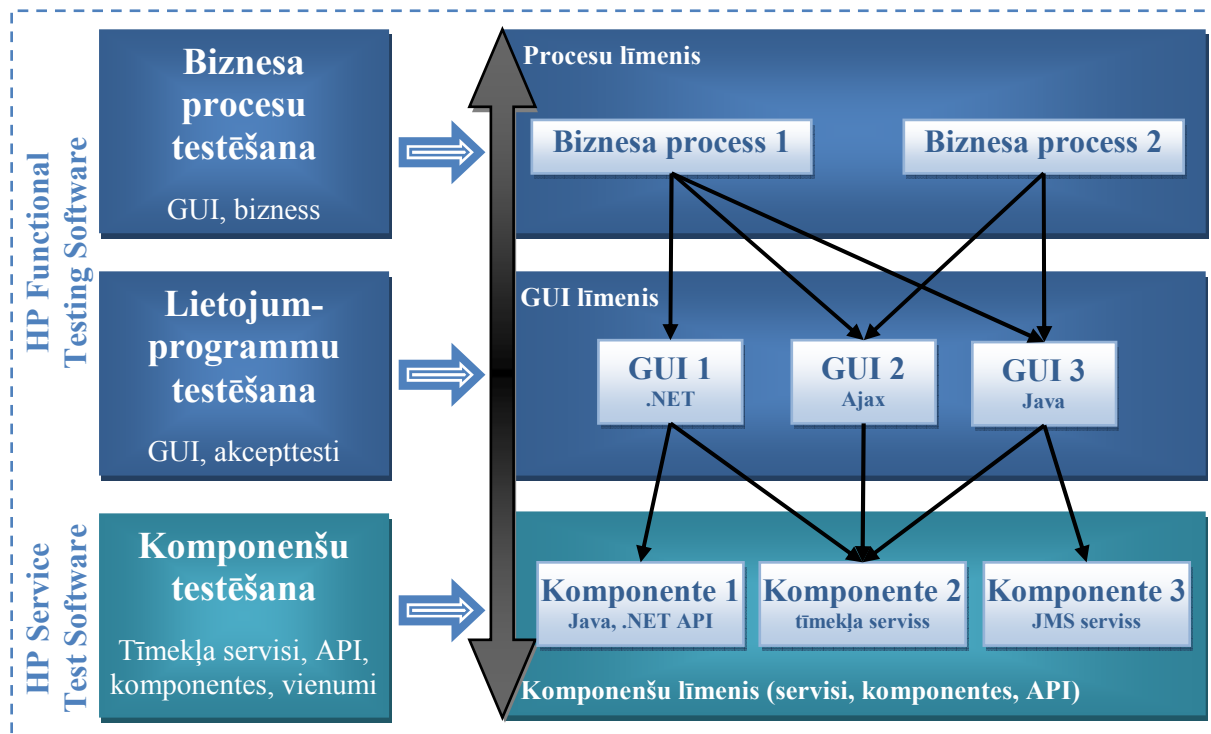 HP Functional
Testing Software
Biznesa
procesu
testēšana
GUI, bizness
Procesu līmenis
Biznesa process 1
Biznesa process 2
Lietojum-
programmu
testēšana
GUI, akcepttesti
GUI līmenis
GUI 1
.NET
GUI 2
Ajax
GUI 3
Java
HP Service
Test Software
Komponenšu
testēšana
Tīmekļa servisi, API,
komponentes, vienumi
Komponente 1
Java, .NET API
Komponente 2
tīmekļa serviss
Komponente 3
JMS serviss
Komponenšu līmenis (servisi, komponentes, API)